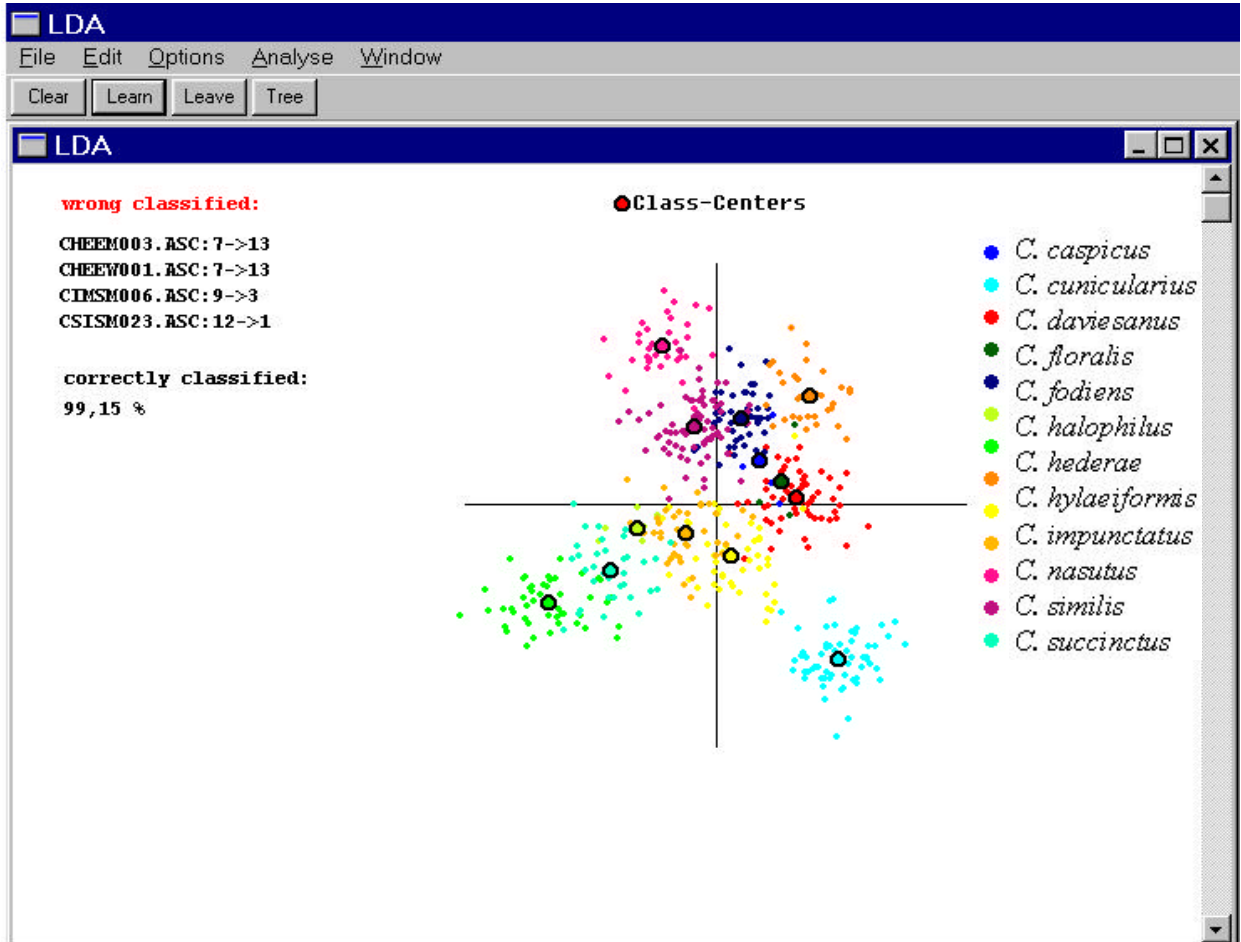 LDA
File Edit Options Analyse Window
Clear Learn Leave Tree
LDA
wrong classified:
CHEEM003.ASC:7->13
CHEEW001.ASC:7->13
CIMSM006.ASC:9->3
CSISM023.ASC:12->1
correctly classified:
99,15 %
Class-Centers
C. caspicus
C. cunicularius
C. daviesanus
C. floralis
C. fodiens
C. halophilus
C. hederae
C. hylaeiformis
C. impunctatus
C. nasutus
C. similis
C. succinctus